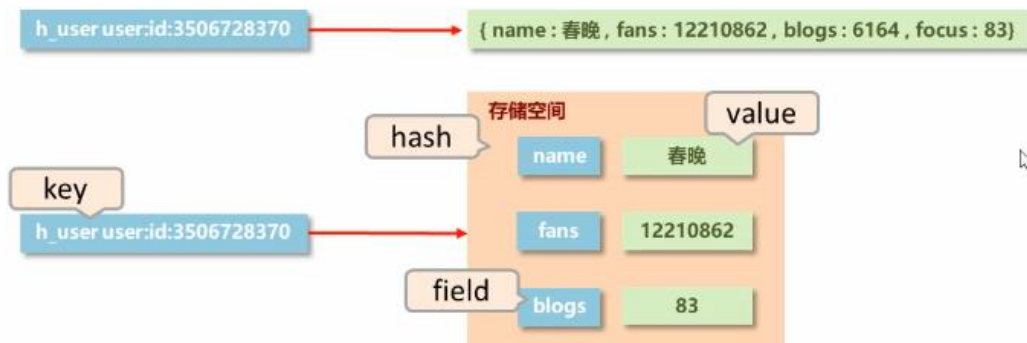 h_user user:id:3506728370
{ name : 春晚 , fans : 12210862 , blogs : 6164 , focus : 83}
存储空间
value
hash
name
春晚
key
h_user user:id:3506728370
fans
12210862
field
blogs
83